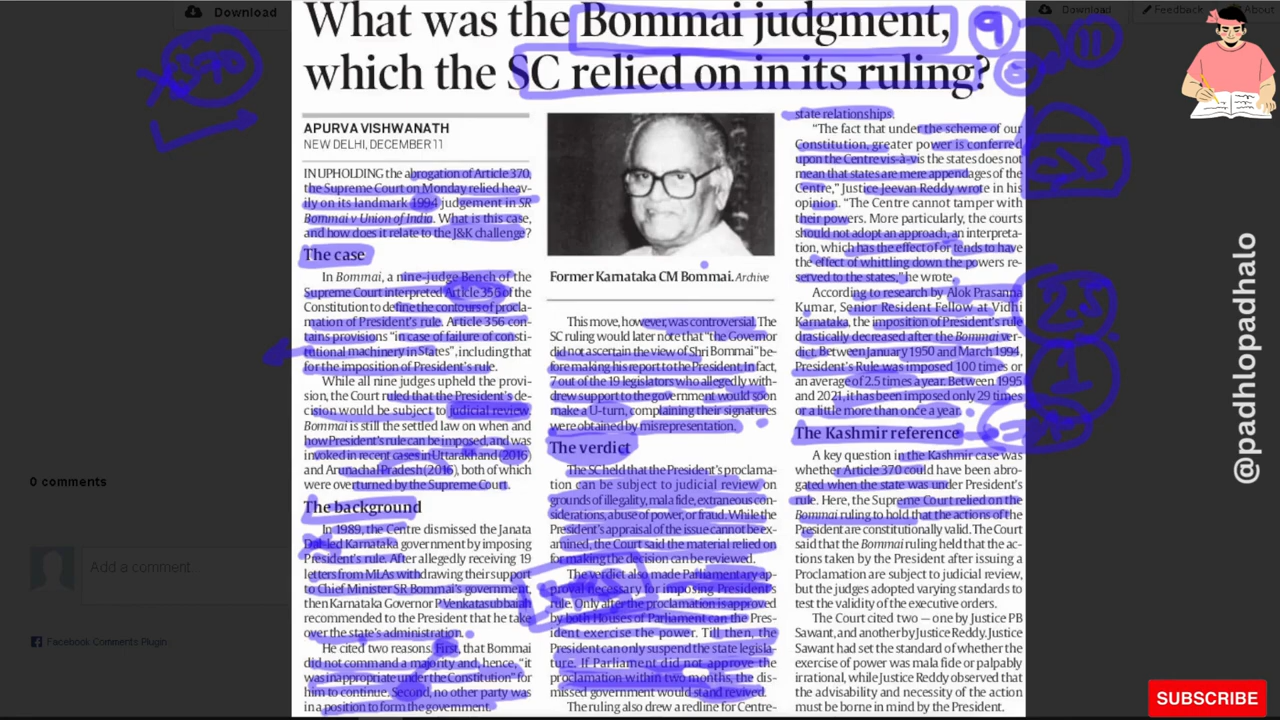 Download
Download
Feedback
About
What was the Bommai judgment,
which the SC relied on in its ruling?
APURVA VISHWANATH
NEW DELHI, DECEMBER 11
IN UPHOLDING the abrogation of Article 370,
the Supreme Court on Monday relied heav-
ily on its landmark 1994 judgement in SR
Bommai v Union of India. What is this case,
and how does it relate to the J&K challenge?
The case
In Bommai, a nine-judge Bench of the
Supreme Court interpreted Article 356 of the
Constitution to define the contours of procla-
mation of President's rule. Article 356 con-
tains provisions "in case of failure of consti-
tutional machinery in States", including that
for the imposition of President's rule.
While all nine judges upheld the provi-
sion, the Court ruled that the President's de-
cision would be subject to judicial review.
Bommai is still the settled law on when and
how President's rule can be imposed, and was
invoked in recent cases in Uttarakhand (2016)
and Arunachal Pradesh (2016), both of which
were overturned by the Supreme Court.
The background
In 1989, the Centre dismissed the Janata
Dal-led Karnataka government by imposing
President's rule. After allegedly receiving 19
letters from MLAs withdrawing their support
to Chief Minister SR Bommai's government,
then Karnataka Governor P Venkatasubbaiah
recommended to the President that he take
over the state's administration.
He cited two reasons. First, that Bommai
did not command a majority and, hence, "it
was inappropriate under the Constitution" for
him to continue. Second, no other party was
in a position to form the government.
Former Karnataka CM Bommai. Archive
This move, however, was controversial. The
SC ruling would later note that "the Governor
did not ascertain the view of Shri Bommai" be-
fore making his report to the President. In fact,
7 out of the 19 legislators who allegedly with-
drew support to the government would soon
make a U-turn, complaining their signatures
were obtained by misrepresentation.
The verdict
The SC held that the President's proclama-
tion can be subject to judicial review on
grounds of illegality, mala fide, extraneous con-
siderations, abuse of power, or fraud. While the
President's appraisal of the issue cannot be ex-
amined, the Court said the material relied on
for making the decision can be reviewed.
The verdict also made Parliamentary ap-
proval necessary for imposing President's
rule. Only after the proclamation is approved
by both Houses of Parliament can the Pres-
ident exercise the power. Till then, the
President can only suspend the state legisla-
ture. If Parliament did not approve the
proclamation within two months, the dis-
missed government would stand revived.
The ruling also drew a redline for Centre-
state relationships.
"The fact that under the scheme of our
Constitution, greater power is conferred
upon the Centre vis-à-vis the states does not
mean that states are mere appendages of the
Centre," Justice Jeevan Reddy wrote in his
opinion. "The Centre cannot tamper with
their powers. More particularly, the courts
should not adopt an approach, an interpreta-
tion, which has the effect of or tends to have
the effect of whittling down the powers re-
served to the states," he wrote.
According to research by Alok Prasanna
Kumar, Senior Resident Fellow at Vidhi
Karnataka, the imposition of President's rule
drastically decreased after the Bommai ver-
dict. Between January 1950 and March 1994,
President's Rule was imposed 100 times or
an average of 2.5 times a year. Between 1995
and 2021, it has been imposed only 29 times
or a little more than once a year.
The Kashmir reference
A key question in the Kashmir case was
whether Article 370 could have been abro-
gated when the state was under President's
rule. Here, the Supreme Court relied on the
Bommai ruling to hold that the actions of the
President are constitutionally valid. The Court
said that the Bommai ruling held that the ac-
tions taken by the President after issuing a
Proclamation are subject to judicial review,
but the judges adopted varying standards to
test the validity of the executive orders.
The Court cited two — one by Justice PB
Sawant, and another by Justice Reddy. Justice
Sawant had set the standard of whether the
exercise of power was mala fide or palpably
irrational, while Justice Reddy observed that
the advisability and necessity of the action
must be borne in mind by the President.
9
11
2.5
1
0 comments
Add a comment
Facebook Comments Plugin
@padhlopadhalo
SUBSCRIBE